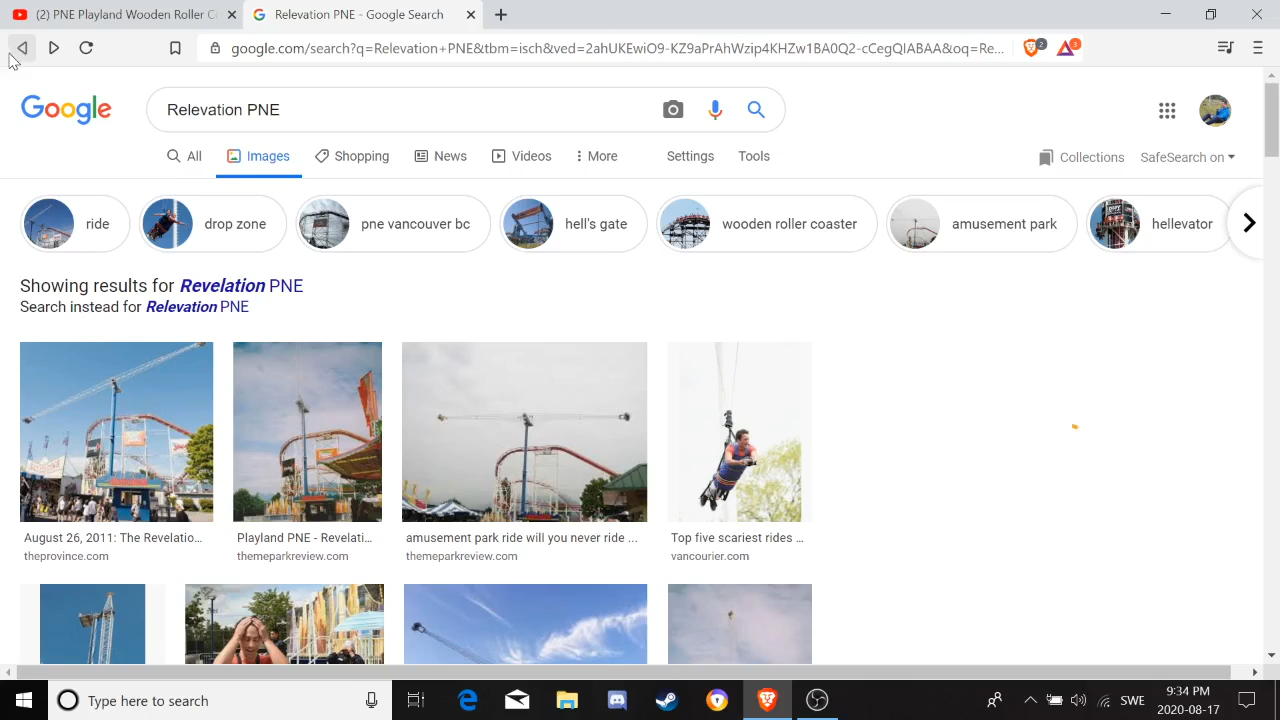 (2) PNE Playland Wooden Roller C
Relevation PNE - Google Search
google.com/search?q=Relevation+PNE&tbm=isch&ved=2ahUKEwiO9-KZ9aPrAhWzip4KHZw1BA0Q2-cCegQIABAA&oq=Re...
2
3
Google
Relevation PNE
All
Images
Shopping
News
Videos
More
Settings
Tools
Collections
SafeSearch on
ride
drop zone
pne vancouver bc
hell's gate
wooden roller coaster
amusement park
hellevator
Showing results for Revelation PNE
Search instead for Relevation PNE
August 26, 2011: The Revelatio...
theprovince.com
Playland PNE - Revelati...
themeparkreview.com
amusement park ride will you never ride ...
themeparkreview.com
Top five scariest rides ...
vancourier.com
Type here to search
SWE
9:34 PM
2020-08-17